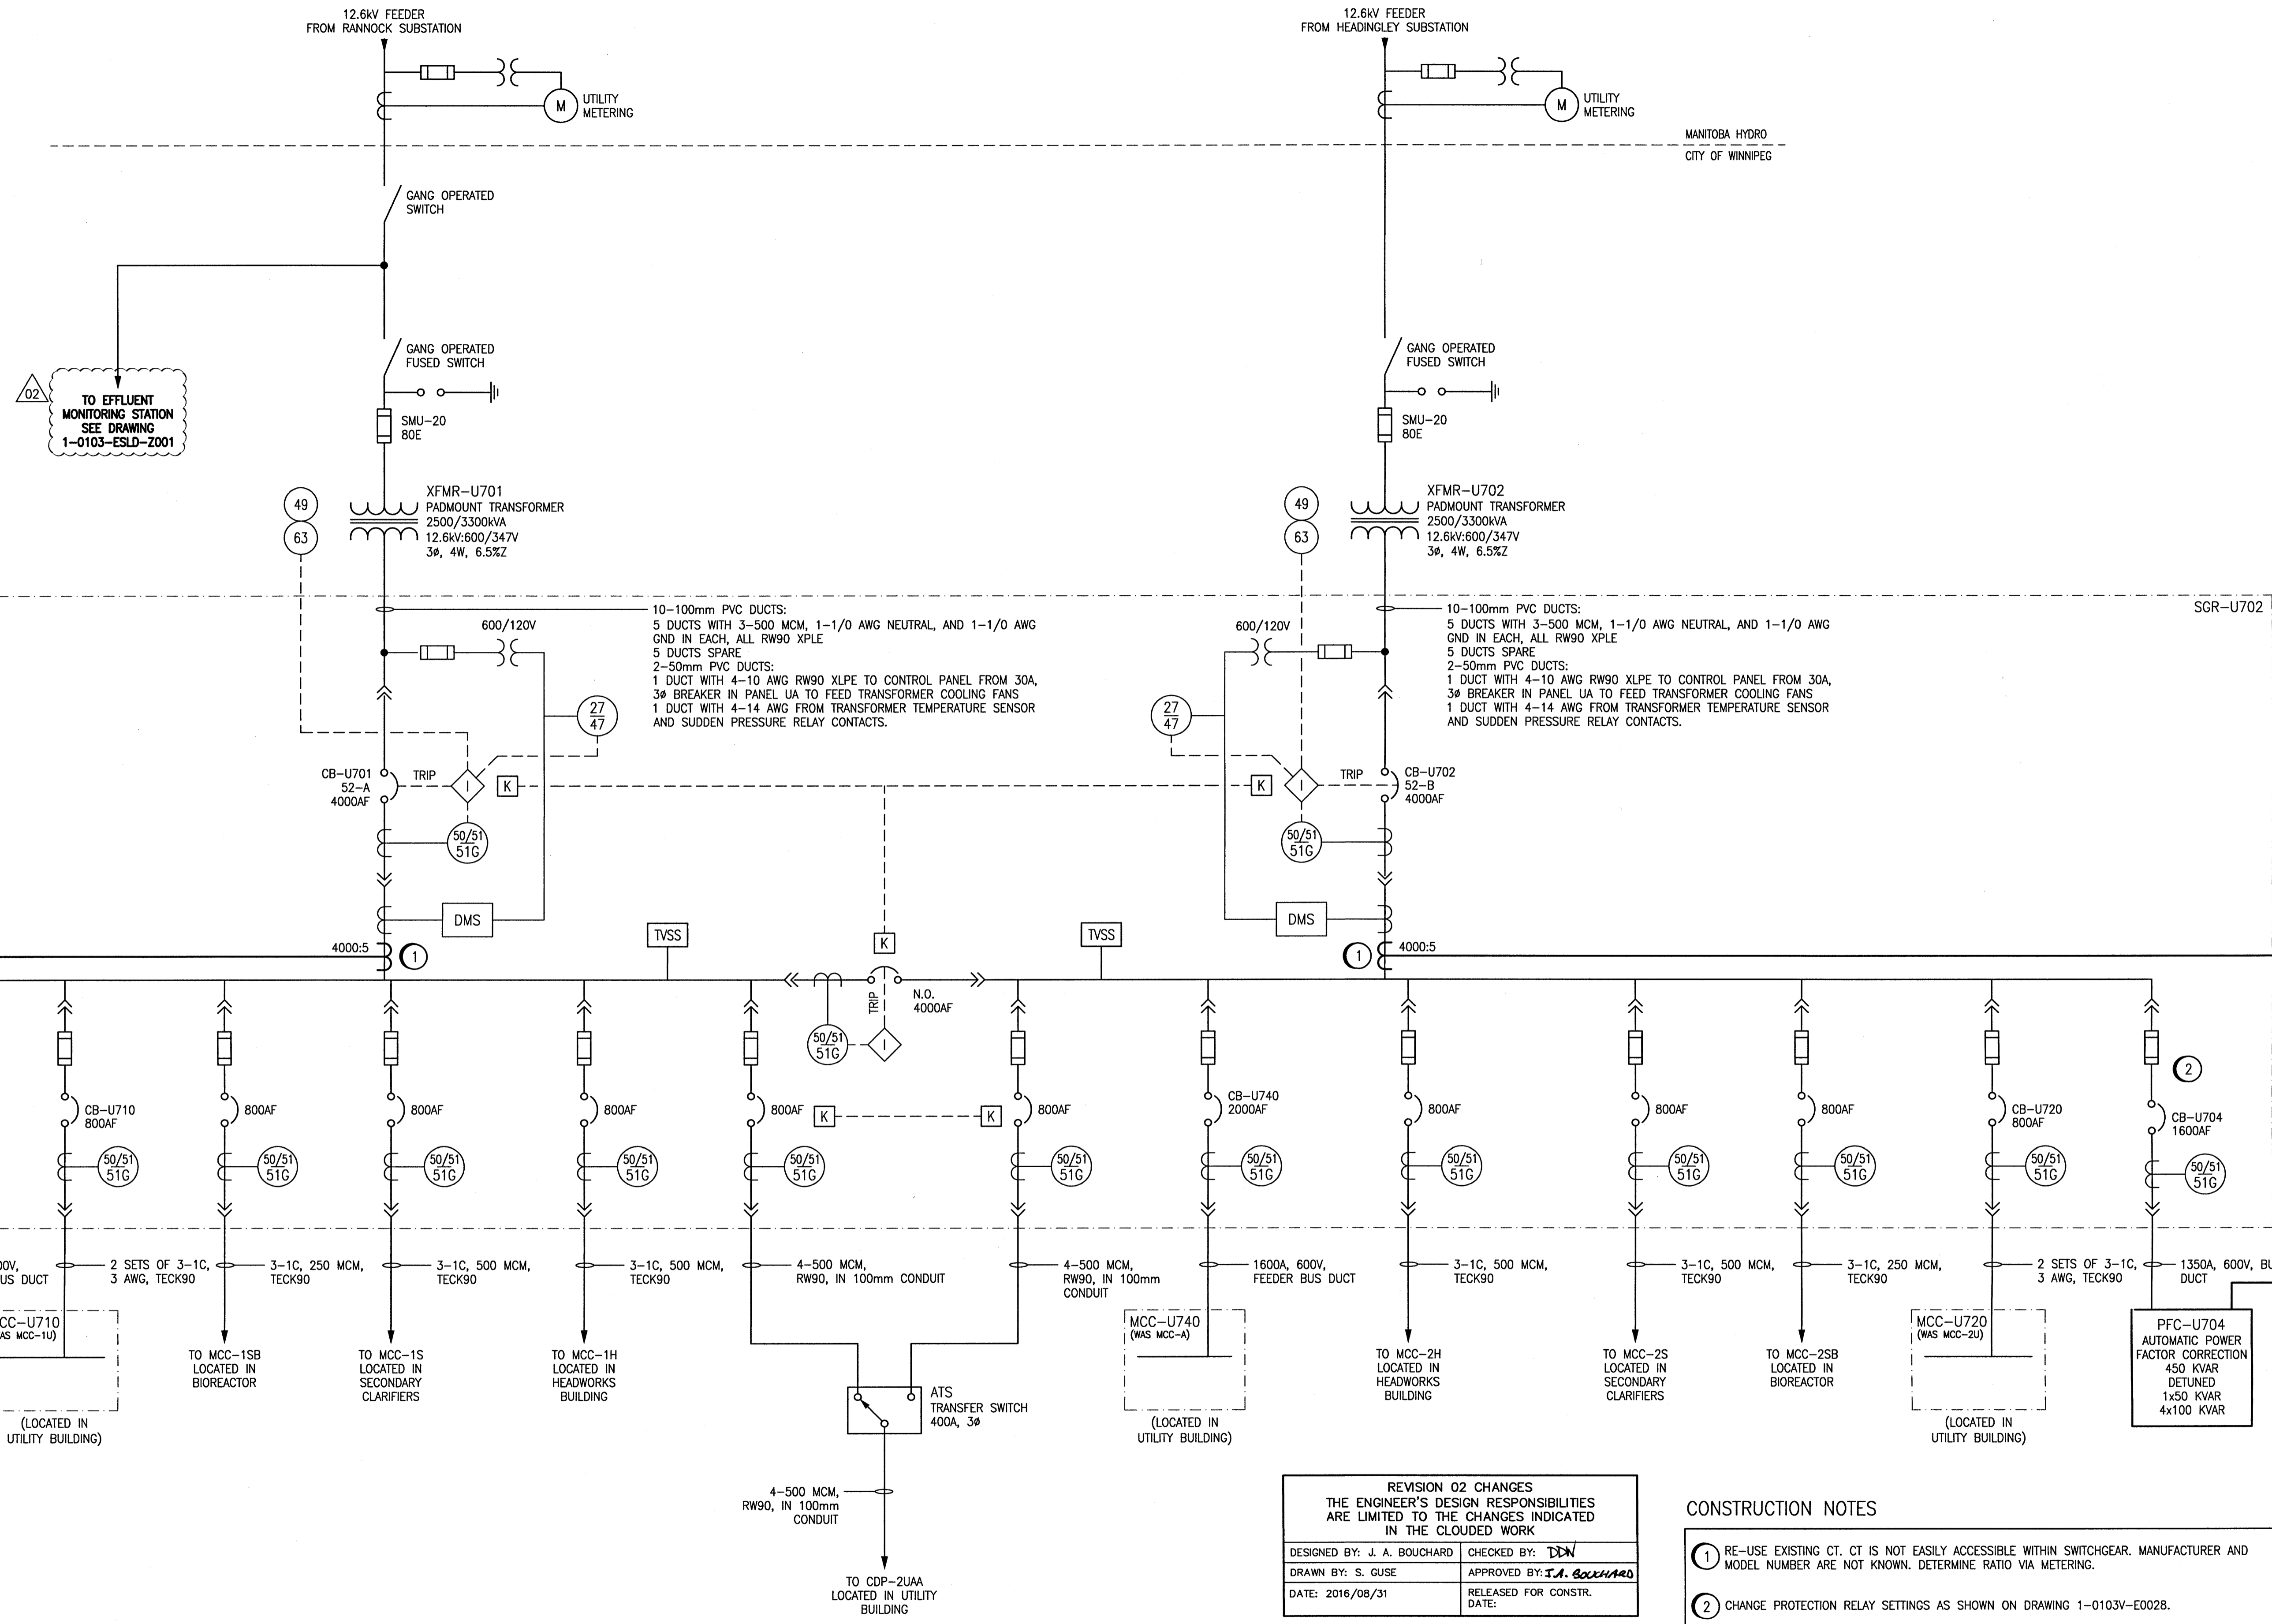 12.6kV FEEDER
FROM RANNOCK SUBSTATION
12.6kV FEEDER
FROM HEADINGLEY SUBSTATION
M
UTILITY
METERING
M
UTILITY
METERING
MANITOBA HYDRO
CITY OF WINNIPEG
GANG OPERATED
SWITCH
GANG OPERATED
FUSED SWITCH
GANG OPERATED
FUSED SWITCH
02
TO EFFLUENT
MONITORING STATION
SEE DRAWING
1-0103-ESLD-Z001
SMU-20
80E
SMU-20
80E
49
63
XFMR-U701
PADMOUNT TRANSFORMER
2500/3300kVA
12.6kV:600/347V
3ø, 4W, 6.5%Z
49
63
XFMR-U702
PADMOUNT TRANSFORMER
2500/3300kVA
12.6kV:600/347V
3ø, 4W, 6.5%Z
SGR-U702
10-100mm PVC DUCTS:
5 DUCTS WITH 3-500 MCM, 1-1/0 AWG NEUTRAL, AND 1-1/0 AWG
GND IN EACH, ALL RW90 XPLE
5 DUCTS SPARE
2-50mm PVC DUCTS:
1 DUCT WITH 4-10 AWG RW90 XLPE TO CONTROL PANEL FROM 30A,
3ø BREAKER IN PANEL UA TO FEED TRANSFORMER COOLING FANS
1 DUCT WITH 4-14 AWG FROM TRANSFORMER TEMPERATURE SENSOR
AND SUDDEN PRESSURE RELAY CONTACTS.
10-100mm PVC DUCTS:
5 DUCTS WITH 3-500 MCM, 1-1/0 AWG NEUTRAL, AND 1-1/0 AWG
GND IN EACH, ALL RW90 XPLE
5 DUCTS SPARE
2-50mm PVC DUCTS:
1 DUCT WITH 4-10 AWG RW90 XLPE TO CONTROL PANEL FROM 30A,
3ø BREAKER IN PANEL UA TO FEED TRANSFORMER COOLING FANS
1 DUCT WITH 4-14 AWG FROM TRANSFORMER TEMPERATURE SENSOR
AND SUDDEN PRESSURE RELAY CONTACTS.
600/120V
600/120V
27
47
27
47
CB-U701
52-A
4000AF
TRIP
I
K
K
I
TRIP
CB-U702
52-B
4000AF
50/51
51G
50/51
51G
DMS
DMS
4000:5
1
TVSS
K
TVSS
1
4000:5
TRIP
N.O.
4000AF
50/51
51G
I
2
CB-U710
800AF
800AF
800AF
800AF
800AF
K
K
800AF
CB-U740
2000AF
800AF
800AF
800AF
CB-U720
800AF
CB-U704
1600AF
50/51
51G
50/51
51G
50/51
51G
50/51
51G
50/51
51G
50/51
51G
50/51
51G
50/51
51G
50/51
51G
50/51
51G
50/51
51G
50/51
51G
00V,
US DUCT
2 SETS OF 3-1C,
3 AWG, TECK90
3-1C, 250 MCM,
TECK90
3-1C, 500 MCM,
TECK90
3-1C, 500 MCM,
TECK90
4-500 MCM,
RW90, IN 100mm CONDUIT
4-500 MCM,
RW90, IN 100mm
CONDUIT
1600A, 600V,
FEEDER BUS DUCT
3-1C, 500 MCM,
TECK90
3-1C, 500 MCM,
TECK90
3-1C, 250 MCM,
TECK90
2 SETS OF 3-1C,
3 AWG, TECK90
1350A, 600V, BU
DUCT
CC-U710
AS MCC-1U)
(LOCATED IN
UTILITY BUILDING)
TO MCC-1SB
LOCATED IN
BIOREACTOR
TO MCC-1S
LOCATED IN
SECONDARY
CLARIFIERS
TO MCC-1H
LOCATED IN
HEADWORKS
BUILDING
ATS
TRANSFER SWITCH
400A, 3ø
MCC-U740
(WAS MCC-A)
(LOCATED IN
UTILITY BUILDING)
TO MCC-2H
LOCATED IN
HEADWORKS
BUILDING
TO MCC-2S
LOCATED IN
SECONDARY
CLARIFIERS
TO MCC-2SB
LOCATED IN
BIOREACTOR
MCC-U720
(WAS MCC-2U)
(LOCATED IN
UTILITY BUILDING)
PFC-U704
AUTOMATIC POWER
FACTOR CORRECTION
450 KVAR
DETUNED
1x50 KVAR
4x100 KVAR
4-500 MCM,
RW90, IN 100mm
CONDUIT
TO CDP-2UAA
LOCATED IN UTILITY
BUILDING
REVISION 02 CHANGES
THE ENGINEER'S DESIGN RESPONSIBILITIES
ARE LIMITED TO THE CHANGES INDICATED
IN THE CLOUDED WORK
DESIGNED BY: J. A. BOUCHARD
CHECKED BY: DDN
DRAWN BY: S. GUSE
APPROVED BY: J.A. BOUCHARD
DATE: 2016/08/31
RELEASED FOR CONSTR.
DATE:
CONSTRUCTION NOTES
1 RE-USE EXISTING CT. CT IS NOT EASILY ACCESSIBLE WITHIN SWITCHGEAR. MANUFACTURER AND
MODEL NUMBER ARE NOT KNOWN. DETERMINE RATIO VIA METERING.
2 CHANGE PROTECTION RELAY SETTINGS AS SHOWN ON DRAWING 1-0103V-E0028.